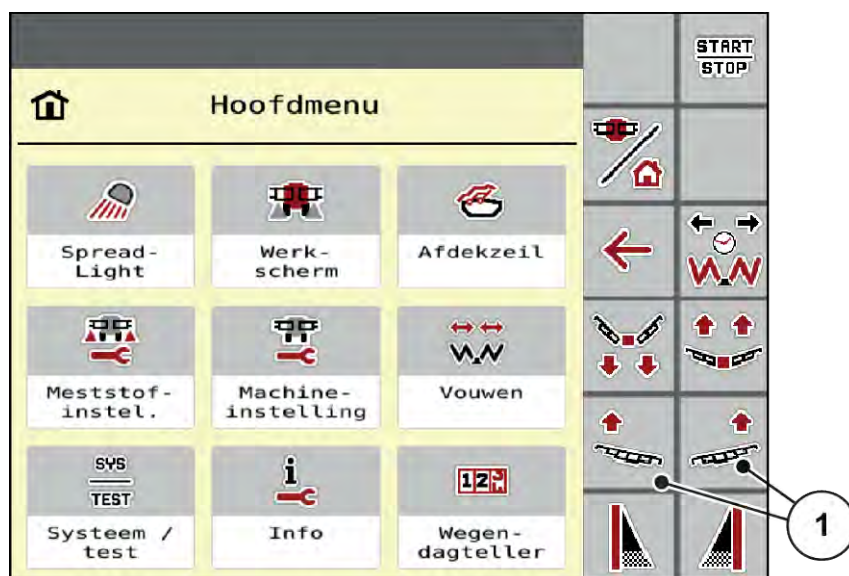 START
STOP
Hoofdmenu
Spread-
Light
Werk-
scherm
Afdekzeil
Meststof-
instel.
Machine-
instelling
Vouwen
SYS
TEST
Systeem /
test
i
Info
12
Wegen-
dagteller
1